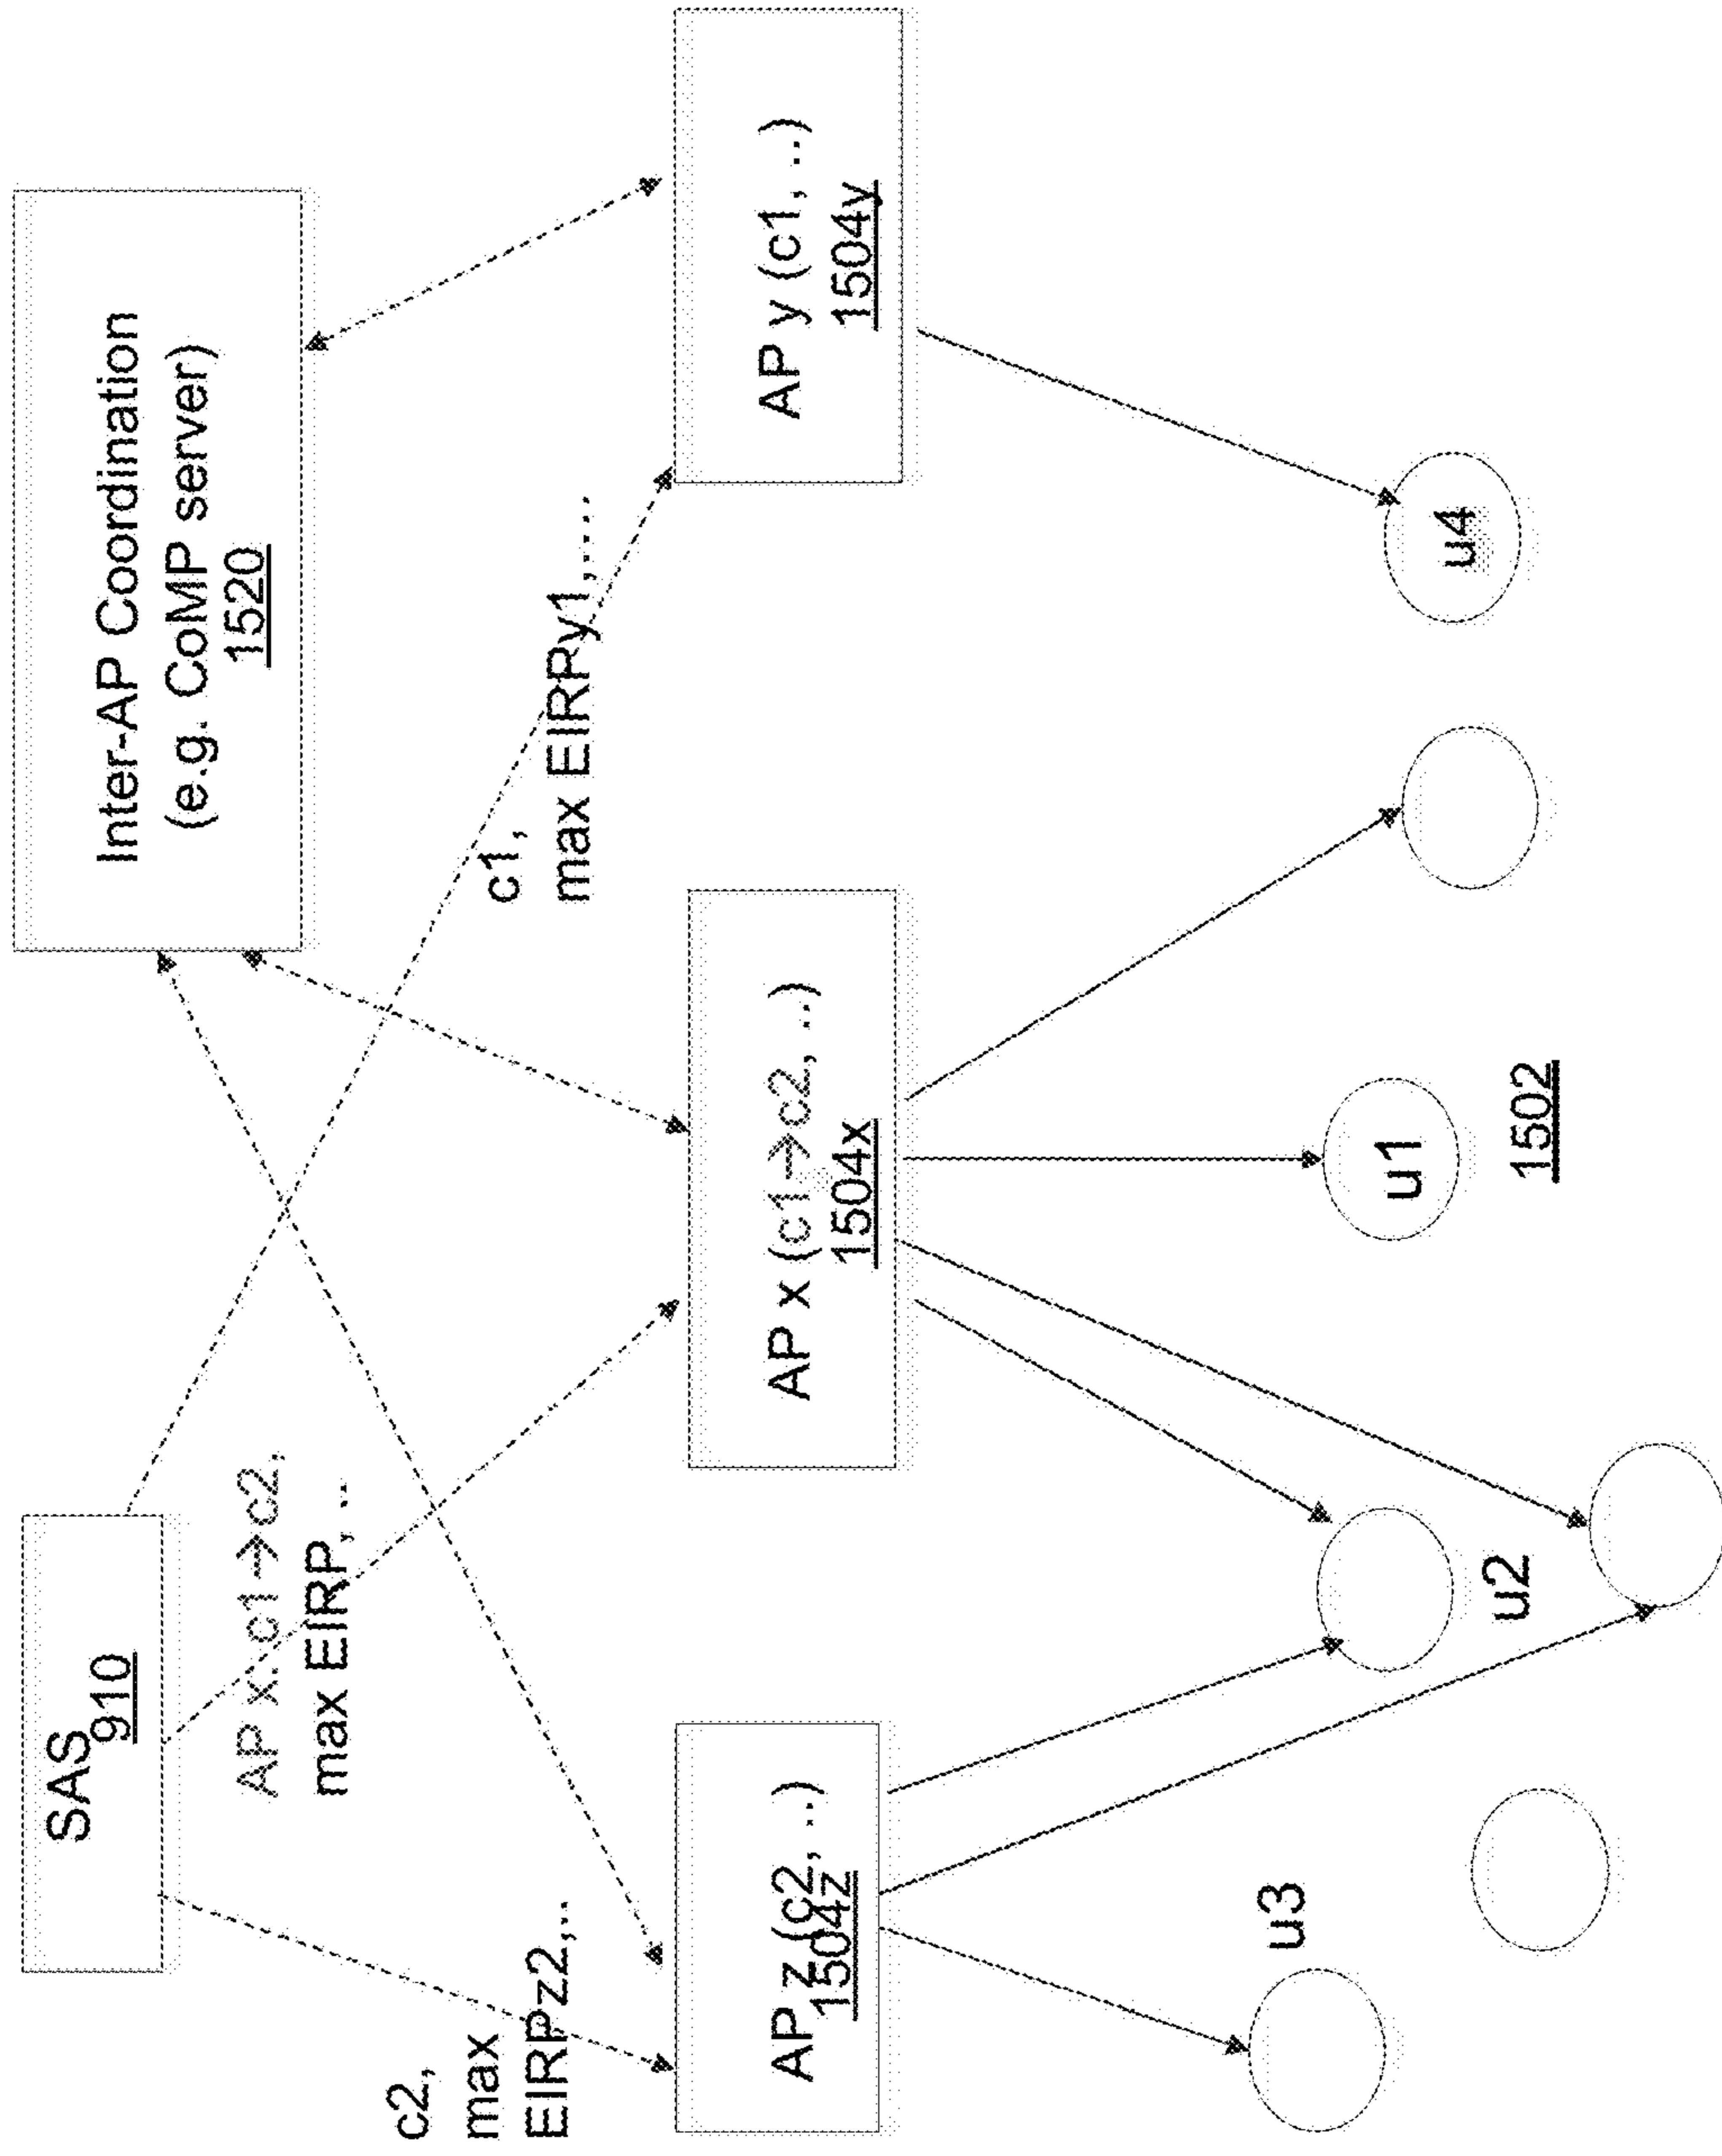 SAS
910
Inter-AP Coordination
(e.g. CoMP server)
1520
AP x:c1→c2,
max EIRP,..
c2,
max
EIRPz2,..
c1,
max EIRPy1,....
AP z (c2, ..)
1504z
AP x (c1→c2, ..)
1504x
AP y (c1, ..)
1504y
u3
u2
u1
u4
1502